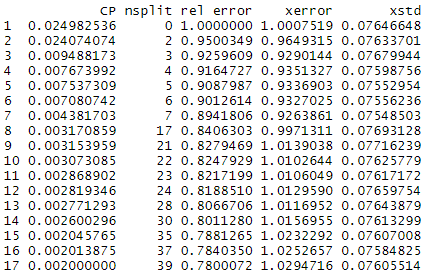 CP nsplit rel error xerror xstd
1 0.024982536 0 1.0000000 1.0007519 0.07646648
2 0.024074074 2 0.9500349 0.9649315 0.07633701
3 0.009488173 3 0.9259609 0.9290144 0.07679944
4 0.007673992 4 0.9164727 0.9351327 0.07598756
5 0.007537309 5 0.9087987 0.9336903 0.07552954
6 0.007080742 6 0.9012614 0.9327025 0.07556236
7 0.004381703 7 0.8941806 0.9263861 0.07548503
8 0.003170859 17 0.8406303 0.9971311 0.07693128
9 0.003153959 21 0.8279469 1.0139038 0.07716239
10 0.003073085 22 0.8247929 1.0102644 0.07625779
11 0.002868902 23 0.8217199 1.0106049 0.07617172
12 0.002819346 24 0.8188510 1.0129590 0.07659754
13 0.002771293 28 0.8066706 1.0116952 0.07643879
14 0.002600296 30 0.8011280 1.0156955 0.07613299
15 0.002045765 35 0.7881265 1.0232292 0.07607008
16 0.002013875 37 0.7840350 1.0252657 0.07584825
17 0.002000000 39 0.7800072 1.0294716 0.07605514